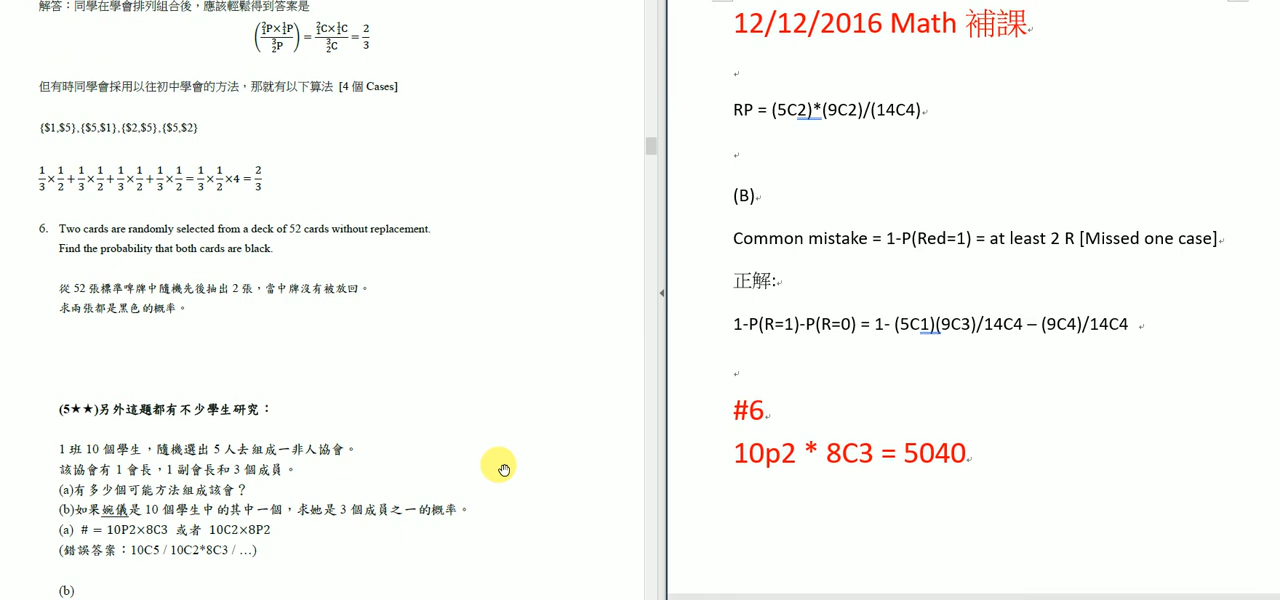 解答：同學在學會排列組合後，應該輕鬆得到答案是
(²₁P×¹₁P / ³₂P) = ²₁C×¹₁C / ³₂C = 2/3
但有時同學會採用以往初中學會的方法，那就有以下算法 [4 個 Cases]
{$1,$5},{$5,$1},{$2,$5},{$5,$2}
1/3×1/2+1/3×1/2+1/3×1/2+1/3×1/2=1/3×1/2×4=2/3
6. Two cards are randomly selected from a deck of 52 cards without replacement.
Find the probability that both cards are black.
從 52 張標準啤牌中隨機先後抽出 2 張，當中牌沒有被放回。
求兩張都是黑色的概率。
(5★★)另外這題都有不少學生研究：
1 班 10 個學生，隨機選出 5 人去組成一非人協會。
該協會有 1 會長，1 副會長和 3 個成員。
(a)有多少個可能方法組成該會？
(b)如果婉儀是 10 個學生中的其中一個，求她是 3 個成員之一的概率。
(a) # = 10P2×8C3 或者 10C2×8P2
(錯誤答案：10C5 / 10C2*8C3 / …)
(b)
12/12/2016 Math 補課
RP = (5C2)*(9C2)/(14C4)
(B)
Common mistake = 1-P(Red=1) = at least 2 R [Missed one case]
正解:
1-P(R=1)-P(R=0) = 1- (5C1)(9C3)/14C4 – (9C4)/14C4
#6
10p2 * 8C3 = 5040